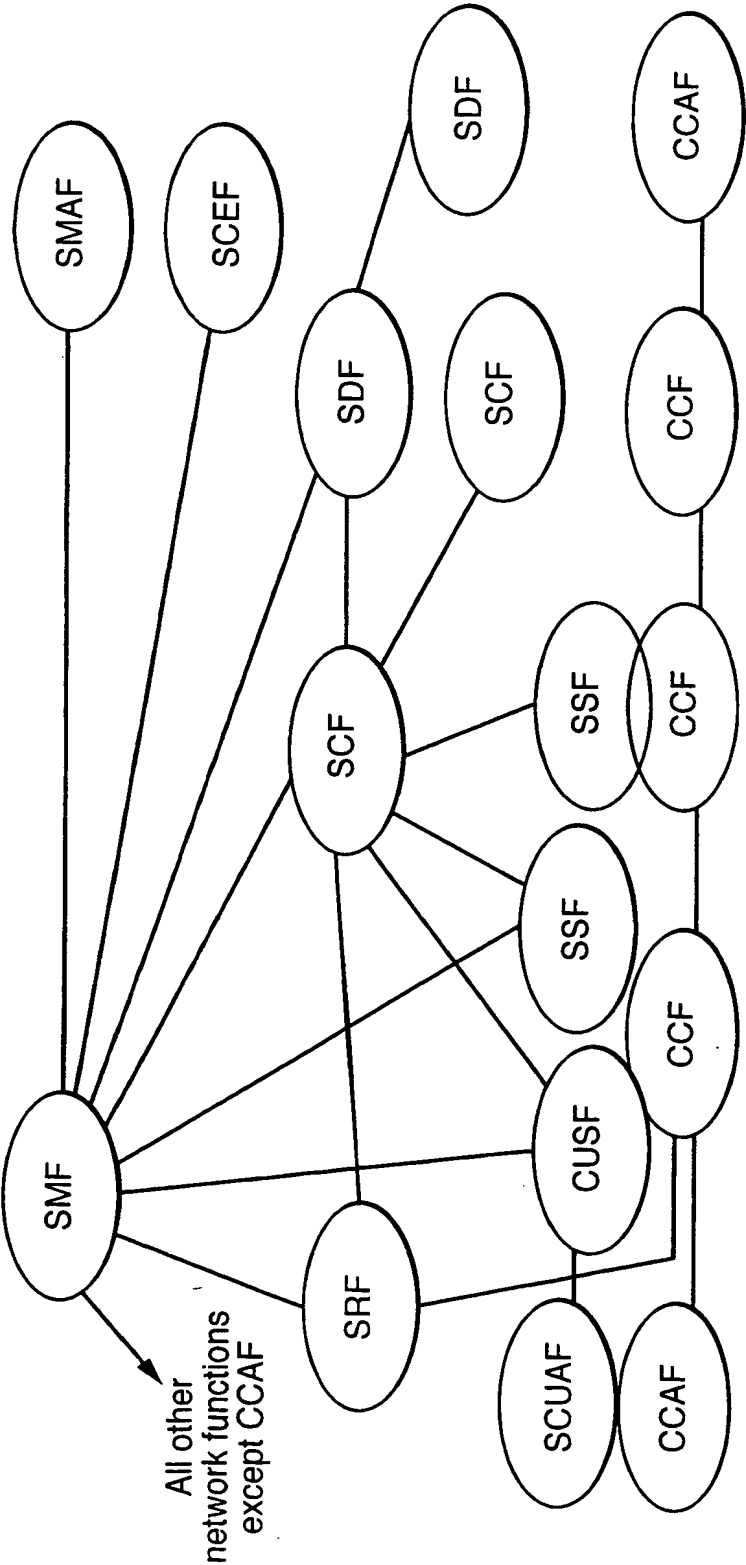 SMF
SMAF
All other
network functions
except CCAF
SCEF
SRF
SCF
SDF
SDF
SCF
SCUAF
CUSF
SSF
SSF
CCAF
CCF
CCF
CCF
CCAF